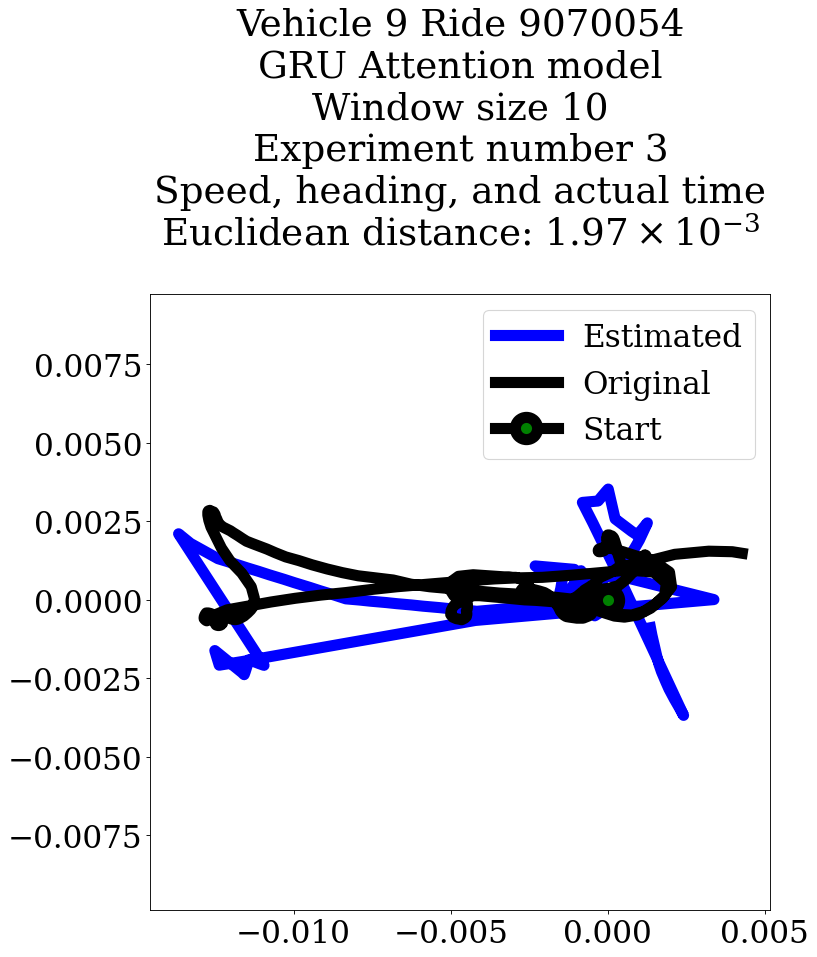 Vehicle 9 Ride 9070054
GRU Attention model
Window size 10
Experiment number 3
Speed, heading, and actual time
Euclidean distance: 1.97 × 10⁻³
Estimated
Original
Start
0.0075
0.0050
0.0025
0.0000
−0.0025
−0.0050
−0.0075
−0.010 −0.005 0.000 0.005